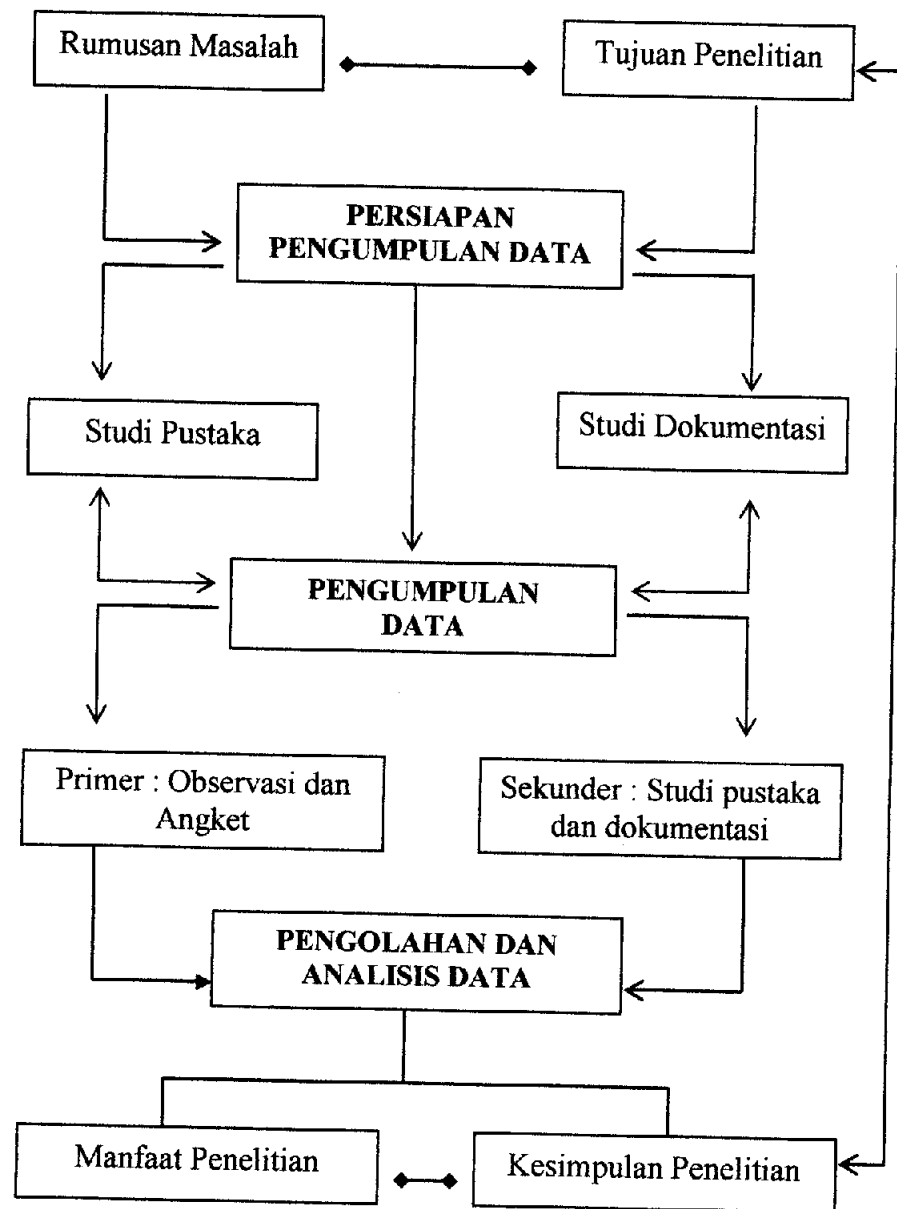 Rumusan Masalah
Tujuan Penelitian
PERSIAPAN
PENGUMPULAN DATA
Studi Pustaka
Studi Dokumentasi
PENGUMPULAN
DATA
Primer : Observasi dan
Angket
Sekunder : Studi pustaka
dan dokumentasi
PENGOLAHAN DAN
ANALISIS DATA
Manfaat Penelitian
Kesimpulan Penelitian